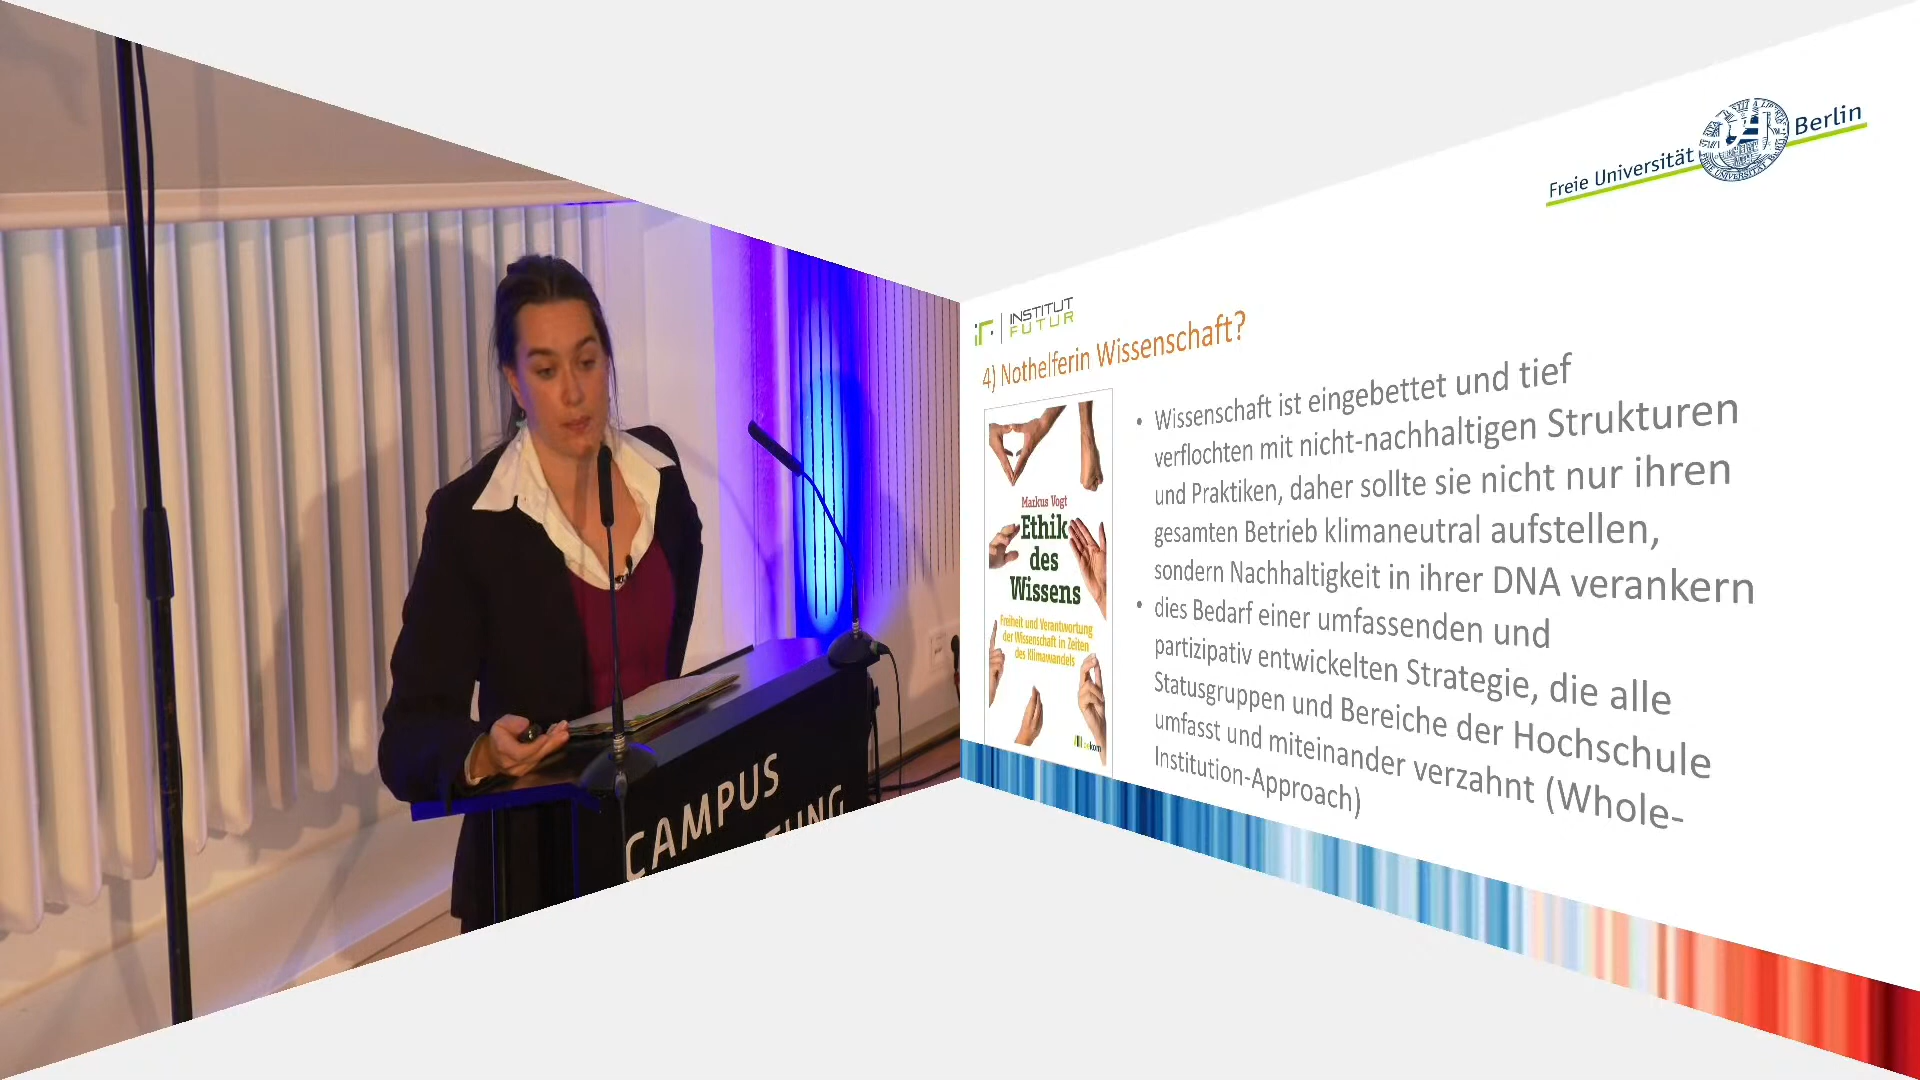 Freie Universität Berlin
INSTITUT
FUTUR
4) Nothelferin Wissenschaft?
• Wissenschaft ist eingebettet und tief
verflochten mit nicht-nachhaltigen Strukturen
und Praktiken, daher sollte sie nicht nur ihren
gesamten Betrieb klimaneutral aufstellen,
sondern Nachhaltigkeit in ihrer DNA verankern
• dies Bedarf einer umfassenden und
partizipativ entwickelten Strategie, die alle
Statusgruppen und Bereiche der Hochschule
umfasst und miteinander verzahnt (Whole-
Institution-Approach)
Markus Vogt
Ethik
des
Wissens
Freiheit und Verantwortung
der Wissenschaft in Zeiten
des Klimawandels
CAMPUS